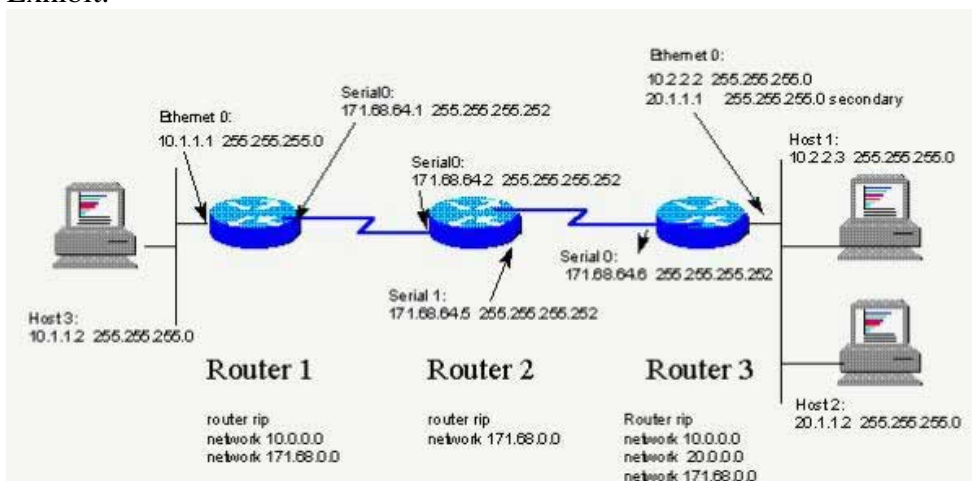 Exhibit:
Ethernet 0:
10.2.2.2 255.255.255.0
20.1.1.1 255.255.255.0 secondary
Serial0:
171.68.64.1 255.255.255.252
Ethernet 0:
10.1.1.1 255.255.255.0
Host 1:
10.2.2.3 255.255.255.0
Serial0:
171.68.64.2 255.255.255.252
Serial 0:
171.68.64.6 255.255.255.252
Serial 1:
171.68.64.5 255.255.255.252
Host 3:
10.1.1.2 255.255.255.0
Router 1
Router 2
Router 3
Host 2:
20.1.1.2 255.255.255.0
router rip
network 10.0.0.0
network 171.68.0.0
router rip
network 171.68.0.0
Router rip
network 10.0.0.0
network 20.0.0.0
network 171.68.0.0